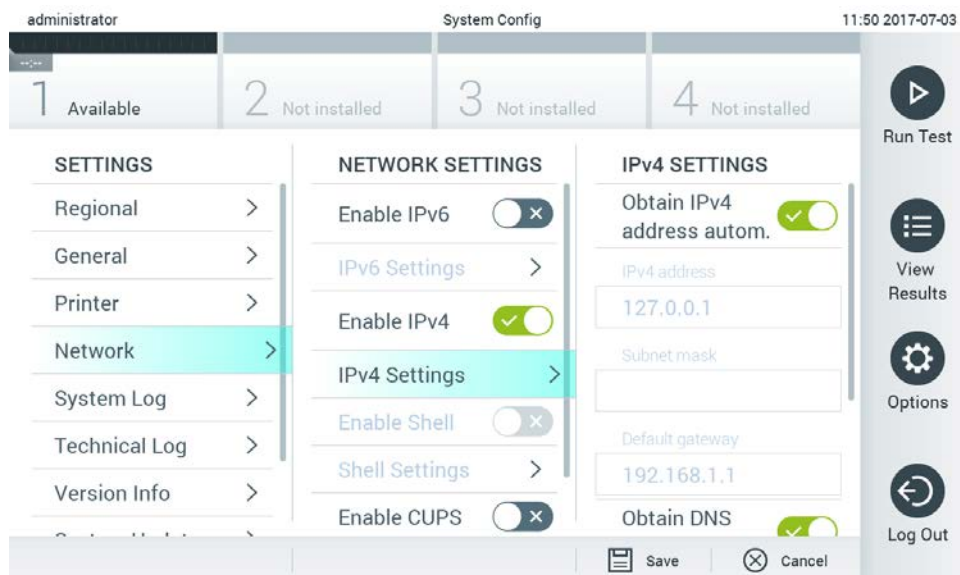 administrator
System Config
11:50 2017-07-03
--:--
1 Available
2 Not installed
3 Not installed
4 Not installed
SETTINGS
Regional
General
Printer
Network
System Log
Technical Log
Version Info
NETWORK SETTINGS
Enable IPv6
IPv6 Settings
Enable IPv4
IPv4 Settings
Enable Shell
Shell Settings
Enable CUPS
IPv4 SETTINGS
Obtain IPv4
address autom.
IPv4 address
127.0.0.1
Subnet mask
Default gateway
192.168.1.1
Obtain DNS
Save
Cancel
Run Test
View
Results
Options
Log Out